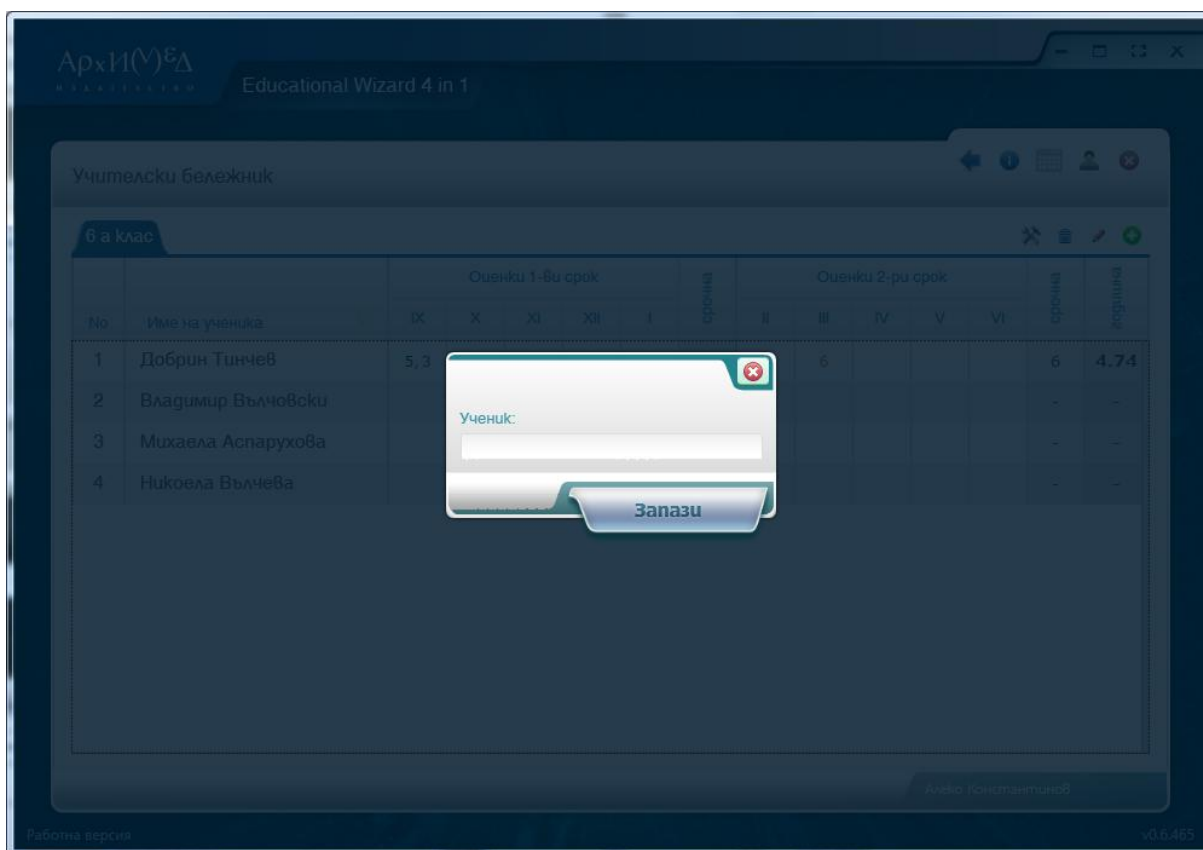 АрхИ(V)ЕΔ
ИЗДАТЕЛСТВО
Educational Wizard 4 in 1
Учителски бележник
6 а клас
Оценки 1-ви срок
срочна
Оценки 2-ри срок
срочна
годишна
No Име на ученика IX X XI XII I II III IV V VI
1 Добрин Тинчев 5,3 6 6 4.74
2 Владимир Вълчовски - -
3 Михаела Аспарухова - -
4 Никоела Вълчева - -
Ученик:
Запази
Алеко Константинов
Работна версия v0.6.465